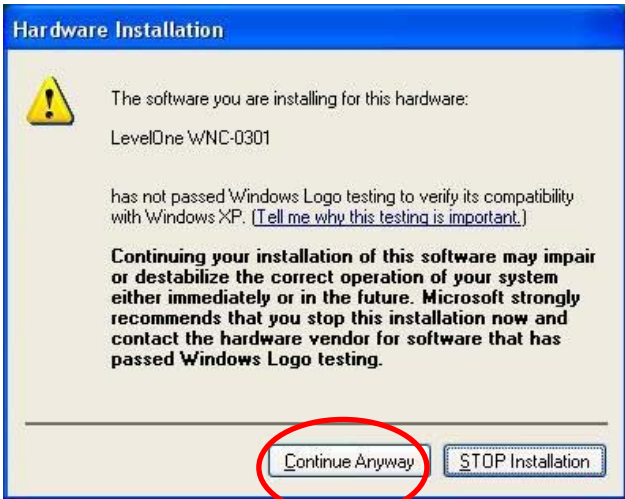 Hardware Installation
The software you are installing for this hardware:
LevelOne WNC-0301
has not passed Windows Logo testing to verify its compatibility
with Windows XP. (Tell me why this testing is important.)
Continuing your installation of this software may impair
or destabilize the correct operation of your system
either immediately or in the future. Microsoft strongly
recommends that you stop this installation now and
contact the hardware vendor for software that has
passed Windows Logo testing.
Continue Anyway STOP Installation